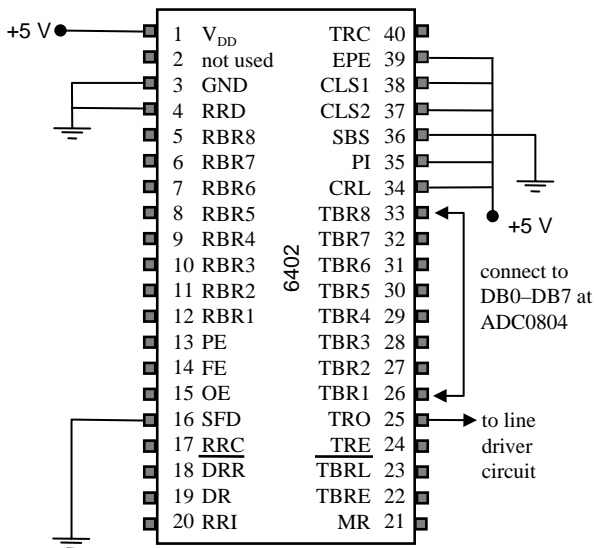 +5 V
1 VDD
2 not used
3 GND
4 RRD
5 RBR8
6 RBR7
7 RBR6
8 RBR5
9 RBR4
10 RBR3
11 RBR2
12 RBR1
13 PE
14 FE
15 OE
16 SFD
17 RRC
18 DRR
19 DR
20 RRI
6402
TRC 40
EPE 39
CLS1 38
CLS2 37
SBS 36
PI 35
CRL 34
TBR8 33
TBR7 32
TBR6 31
TBR5 30
TBR4 29
TBR3 28
TBR2 27
TBR1 26
TRO 25
TRE 24
TBRL 23
TBRE 22
MR 21
+5 V
connect to
DB0–DB7 at
ADC0804
to line
driver
circuit